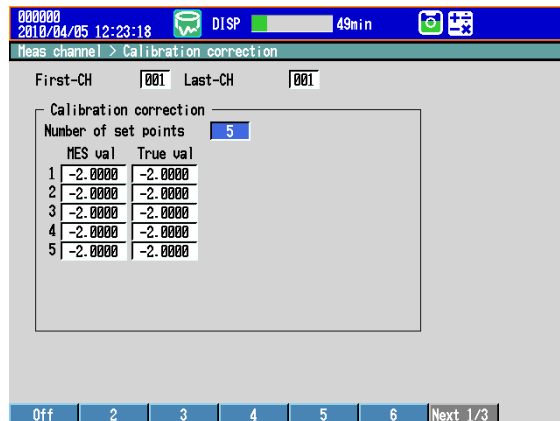 000000
2010/04/05 12:23:18 DISP 49min
Meas channel > Calibration correction
First-CH 001 Last-CH 001
Calibration correction
Number of set points 5
MES val True val
1 -2.0000 -2.0000
2 -2.0000 -2.0000
3 -2.0000 -2.0000
4 -2.0000 -2.0000
5 -2.0000 -2.0000
Off 2 3 4 5 6 Next 1/3